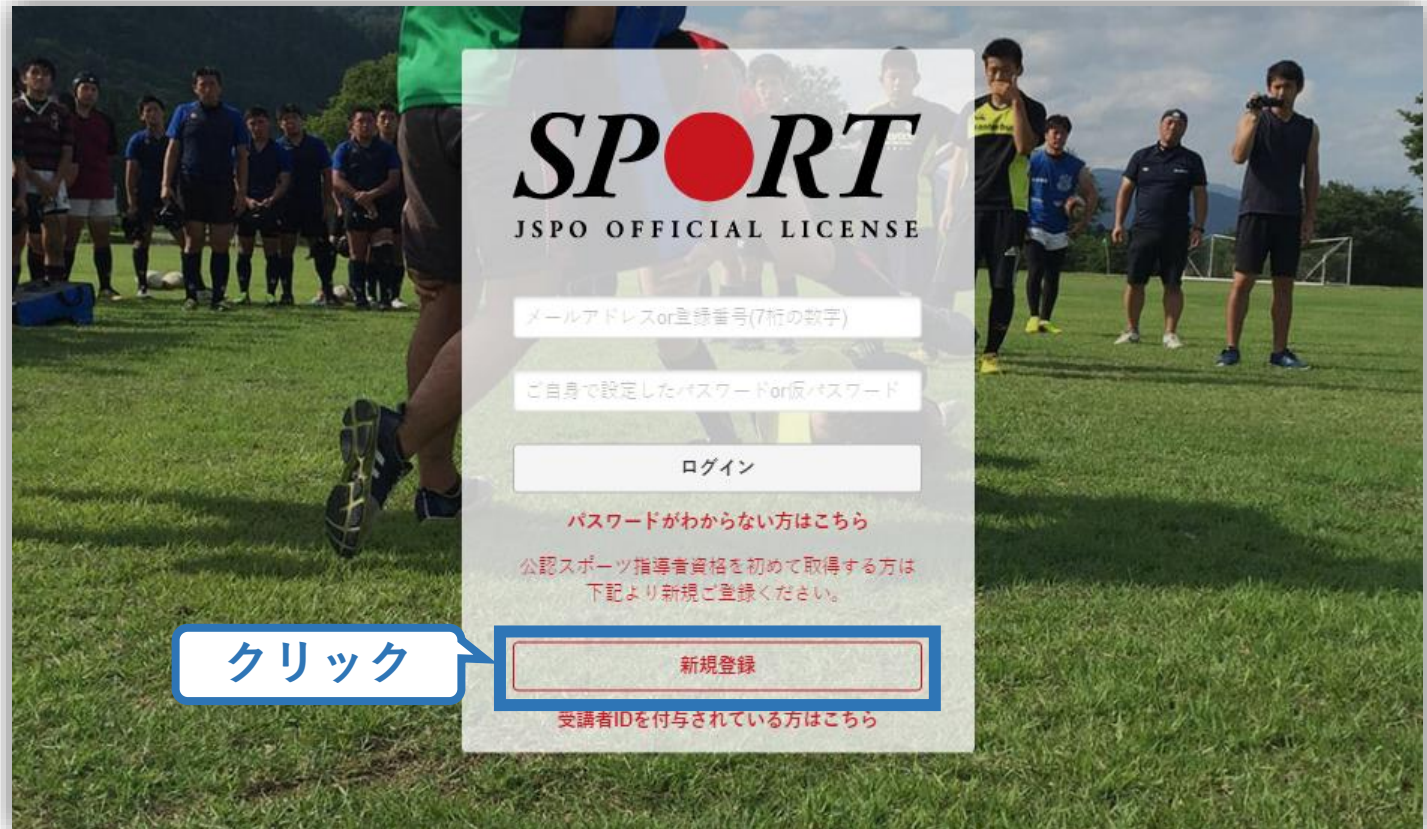 SPORT
JSPO OFFICIAL LICENSE
メールアドレスor登録番号(7桁の数字)
ご自身で設定したパスワードor仮パスワード
ログイン
パスワードがわからない方はこちら
公認スポーツ指導者資格を初めて取得する方は
下記より新規ご登録ください。
クリック
新規登録
受講者IDを付与されている方はこちら